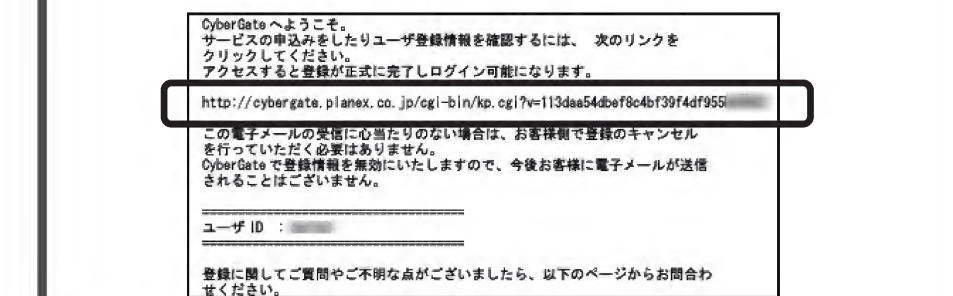 CyberGate へようこそ。
サービスの申込みをしたりユーザ登録情報を確認するには、 次のリンクを
クリックしてください。
アクセスすると登録が正式に完了しログイン可能になります。
http://cybergate.planex.co.jp/cgi-bin/kp.cgi?v=113daa54dbef8c4bf39f4df955
この電子メールの受信に心当たりのない場合は、お客様側で登録のキャンセル
を行っていただく必要はありません。
CyberGate で登録情報を無効にいたしますので、今後お客様に電子メールが送信
されることはございません。
==================================
ユーザ ID :
==================================
登録に関してご質問やご不明な点がございましたら、以下のページからお問合わ
せください。